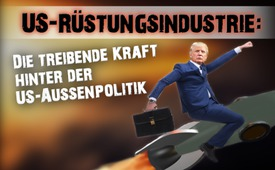 US-RÜSTUNGSINDUSTRIE:
DIE TREIBENDE KRAFT
HINTER DER
US-AUSSENPOLITIK